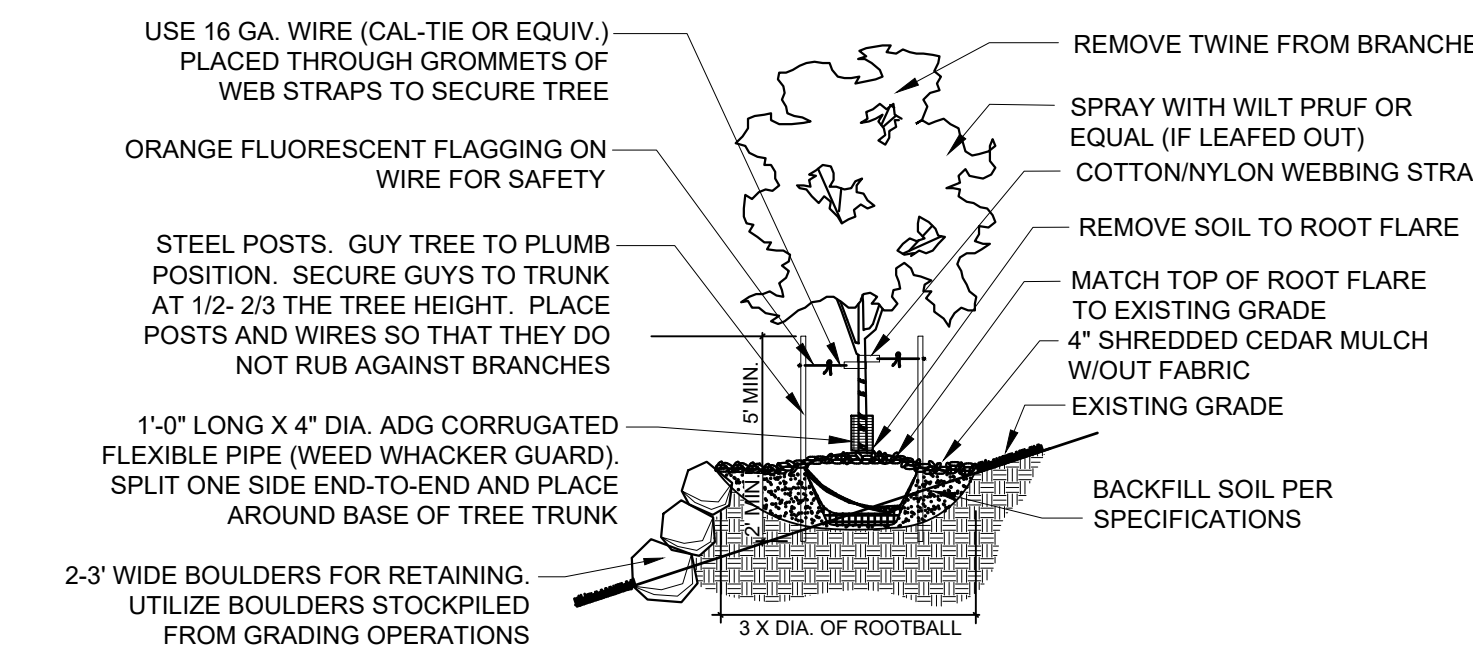 USE 16 GA. WIRE (CAL-TIE OR EQUIV.)
PLACED THROUGH GROMMETS OF
WEB STRAPS TO SECURE TREE
ORANGE FLUORESCENT FLAGGING ON
WIRE FOR SAFETY
STEEL POSTS. GUY TREE TO PLUMB
POSITION. SECURE GUYS TO TRUNK
AT 1/2- 2/3 THE TREE HEIGHT. PLACE
POSTS AND WIRES SO THAT THEY DO
NOT RUB AGAINST BRANCHES
1'-0" LONG X 4" DIA. ADG CORRUGATED
FLEXIBLE PIPE (WEED WHACKER GUARD).
SPLIT ONE SIDE END-TO-END AND PLACE
AROUND BASE OF TREE TRUNK
2-3' WIDE BOULDERS FOR RETAINING.
UTILIZE BOULDERS STOCKPILED
FROM GRADING OPERATIONS
5' MIN.
2' MIN.
3 X DIA. OF ROOTBALL
REMOVE TWINE FROM BRANCHE
SPRAY WITH WILT PRUF OR
EQUAL (IF LEAFED OUT)
COTTON/NYLON WEBBING STRA
REMOVE SOIL TO ROOT FLARE
MATCH TOP OF ROOT FLARE
TO EXISTING GRADE
4" SHREDDED CEDAR MULCH
W/OUT FABRIC
EXISTING GRADE
BACKFILL SOIL PER
SPECIFICATIONS